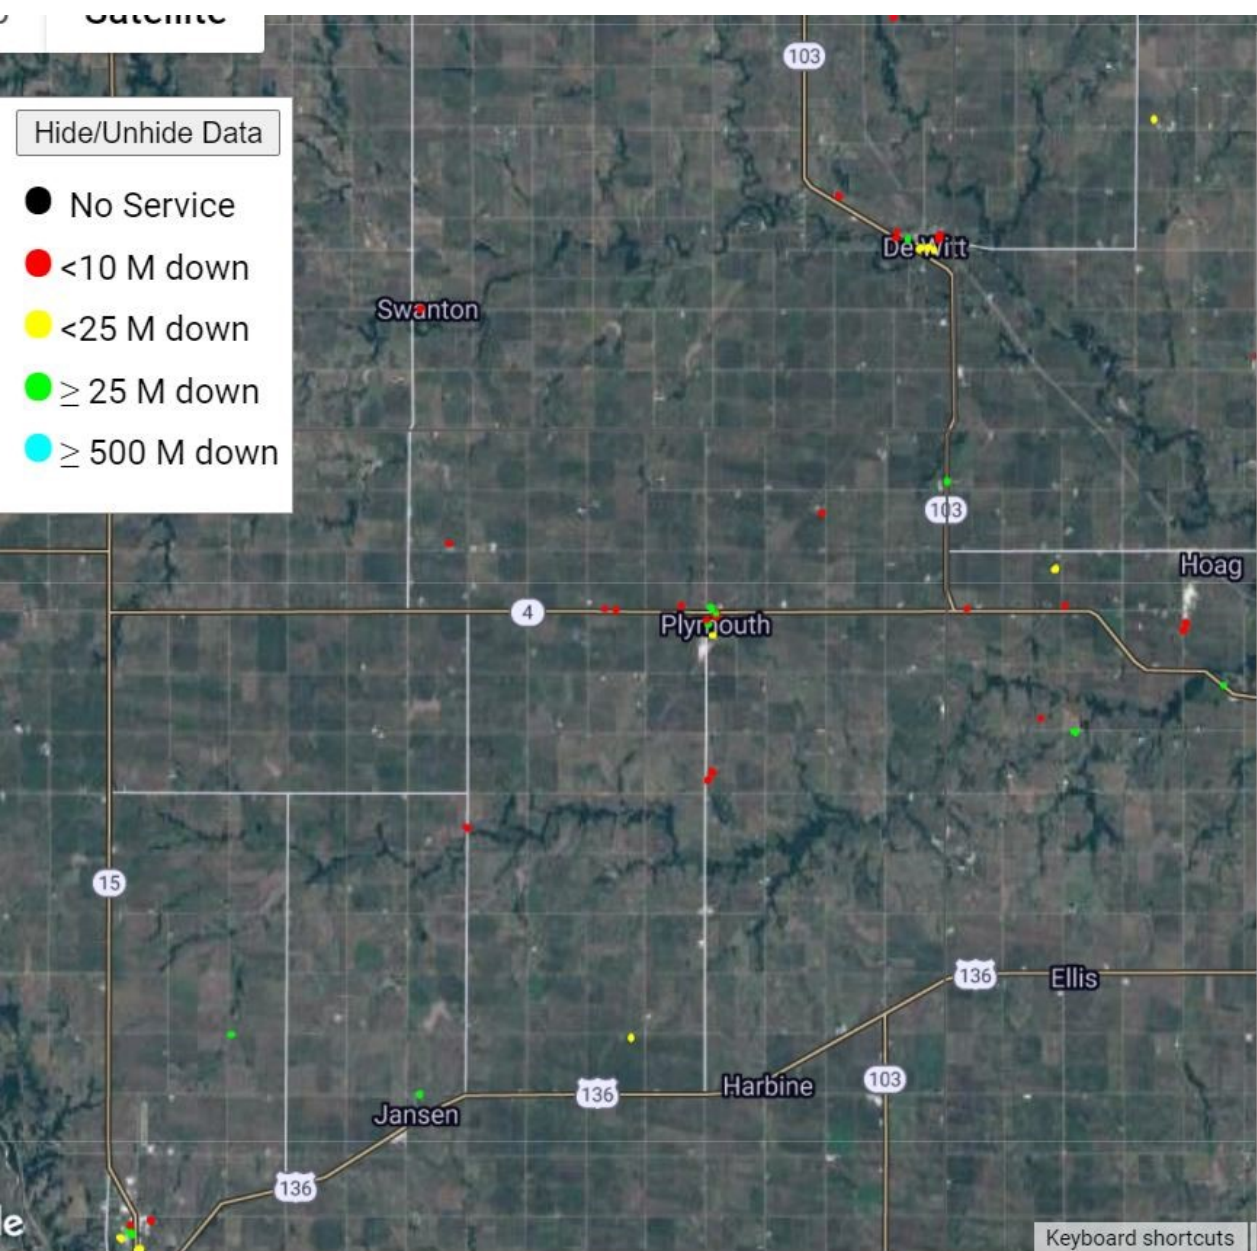 Satellite
103
Hide/Unhide Data
No Service
<10 M down
<25 M down
≥ 25 M down
≥ 500 M down
DeWitt
Swanton
103
Hoag
4
Plymouth
15
136
Ellis
Harbine
103
136
Jansen
136
Keyboard shortcuts